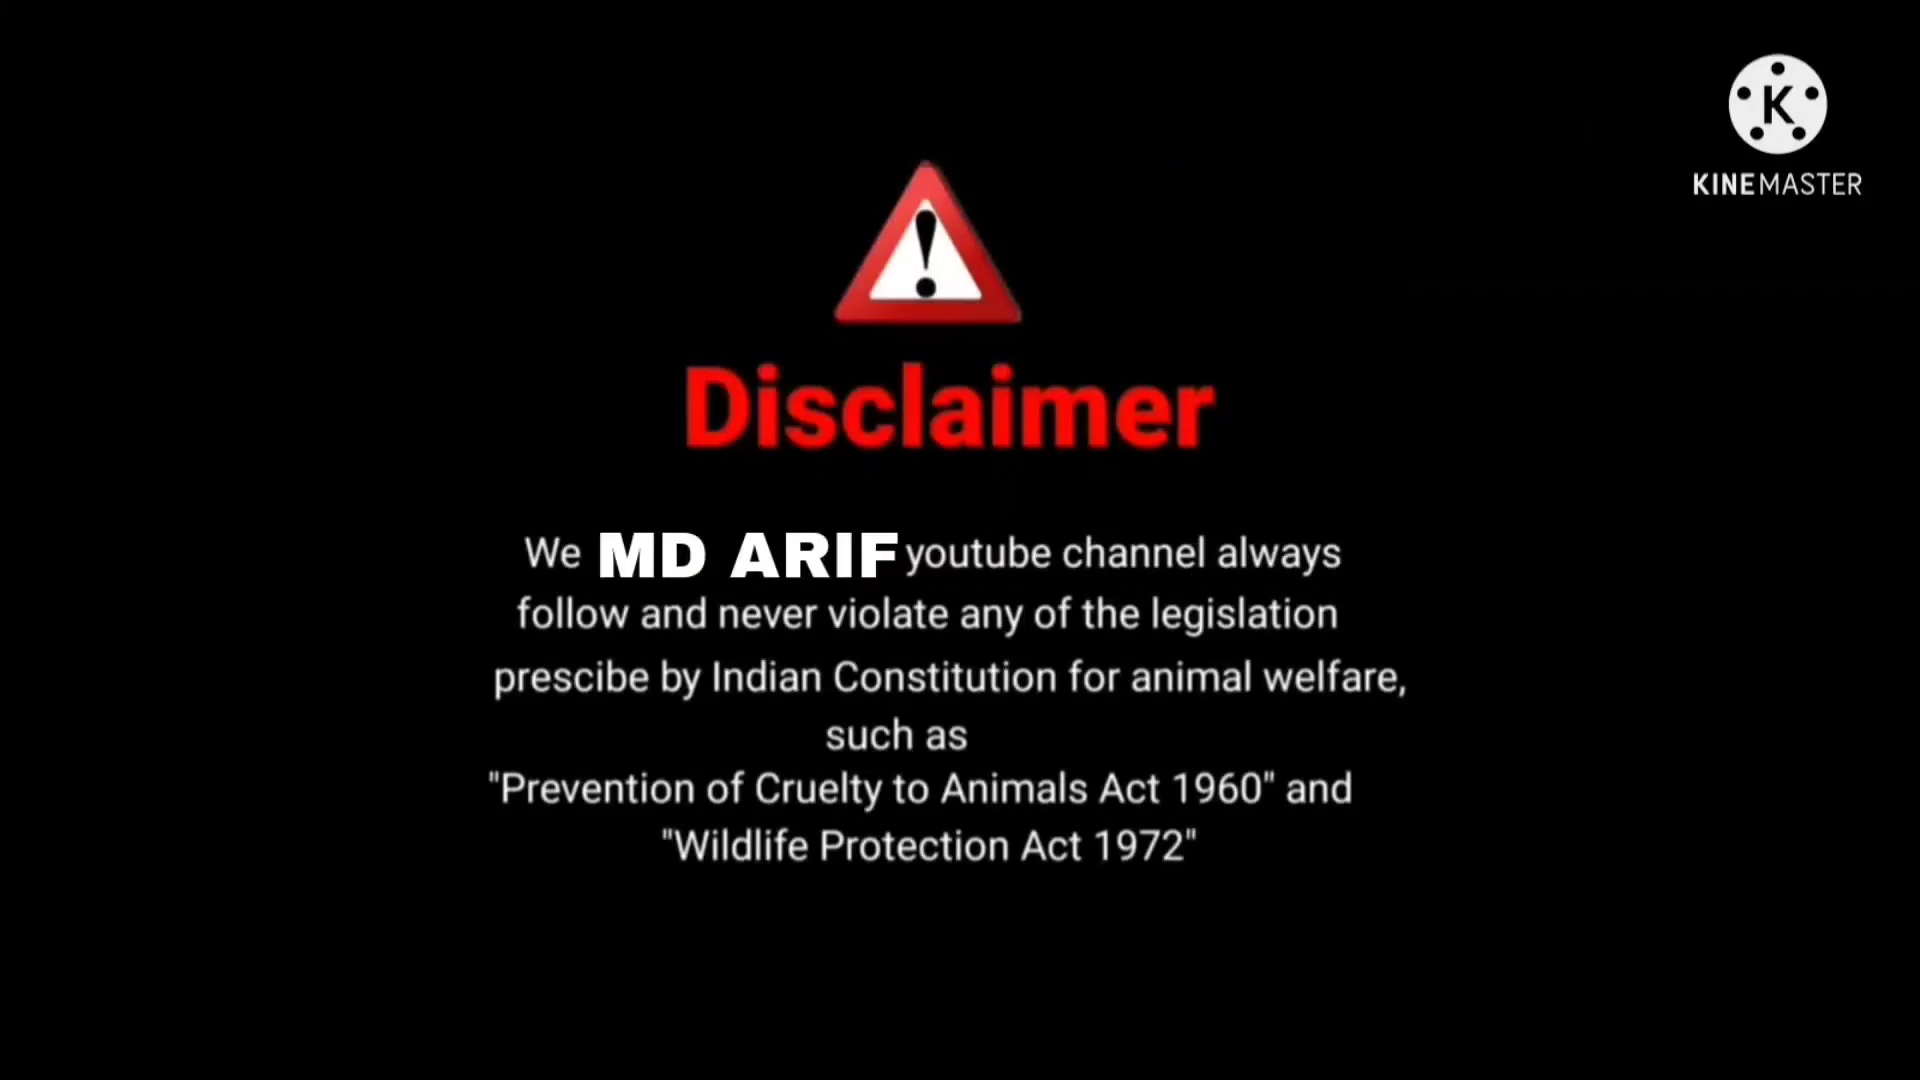 K
KINEMASTER
Disclaimer
We MD ARIF youtube channel always
follow and never violate any of the legislation
prescibe by Indian Constitution for animal welfare,
such as
"Prevention of Cruelty to Animals Act 1960" and
"Wildlife Protection Act 1972"